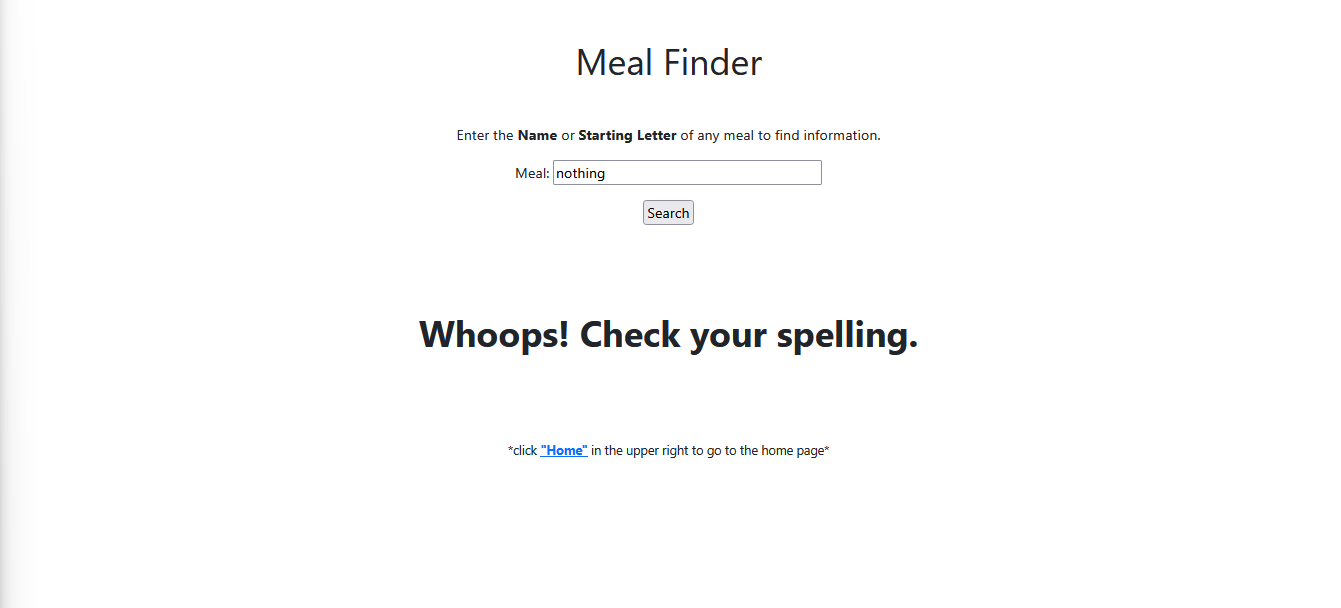 Meal Finder
Enter the Name or Starting Letter of any meal to find information.
Meal: nothing
Search
Whoops! Check your spelling.
*click "Home" in the upper right to go to the home page*